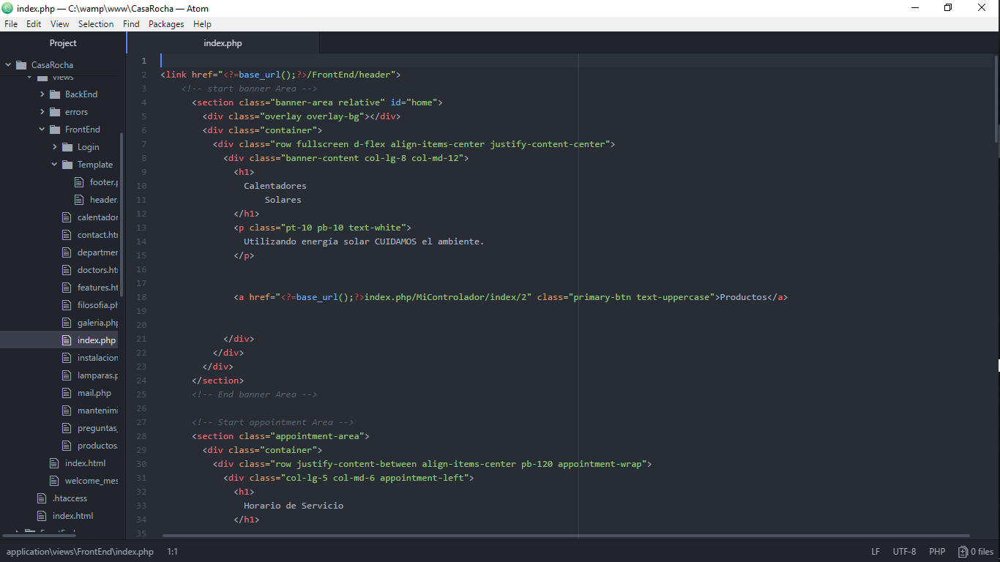 index.php — C:\wamp\www\CasaRocha — Atom
File Edit View Selection Find Packages Help
Project
CasaRocha
views
BackEnd
errors
FrontEnd
Login
Template
footer.p
header.
calentador
contact.htm
departmen
doctors.htm
features.ht
filosofia.ph
galeria.php
index.php
instalacion
lamparas.p
mail.php
mantenimi
preguntas_
productos.
index.html
welcome_mes
.htaccess
index.html
FrontEnd
index.php
1
2 <link href="<?=base_url();?>/FrontEnd/header">
3 <!-- start banner Area -->
4 <section class="banner-area relative" id="home">
5 <div class="overlay overlay-bg"></div>
6 <div class="container">
7 <div class="row fullscreen d-flex align-items-center justify-content-center">
8 <div class="banner-content col-lg-8 col-md-12">
9 <h1>
10 Calentadores
11 Solares
12 </h1>
13 <p class="pt-10 pb-10 text-white">
14 Utilizando energía solar CUIDAMOS el ambiente.
15 </p>
16
17
18 <a href="<?=base_url();?>index.php/MiControlador/index/2" class="primary-btn text-uppercase">Productos</a>
19
20
21 </div>
22 </div>
23 </div>
24 </section>
25 <!-- End banner Area -->
26
27 <!-- Start appointment Area -->
28 <section class="appointment-area">
29 <div class="container">
30 <div class="row justify-content-between align-items-center pb-120 appointment-wrap">
31 <div class="col-lg-5 col-md-6 appointment-left">
32 <h1>
33 Horario de Servicio
34 </h1>
35
application\views\FrontEnd\index.php 1:1 LF UTF-8 PHP 0 files